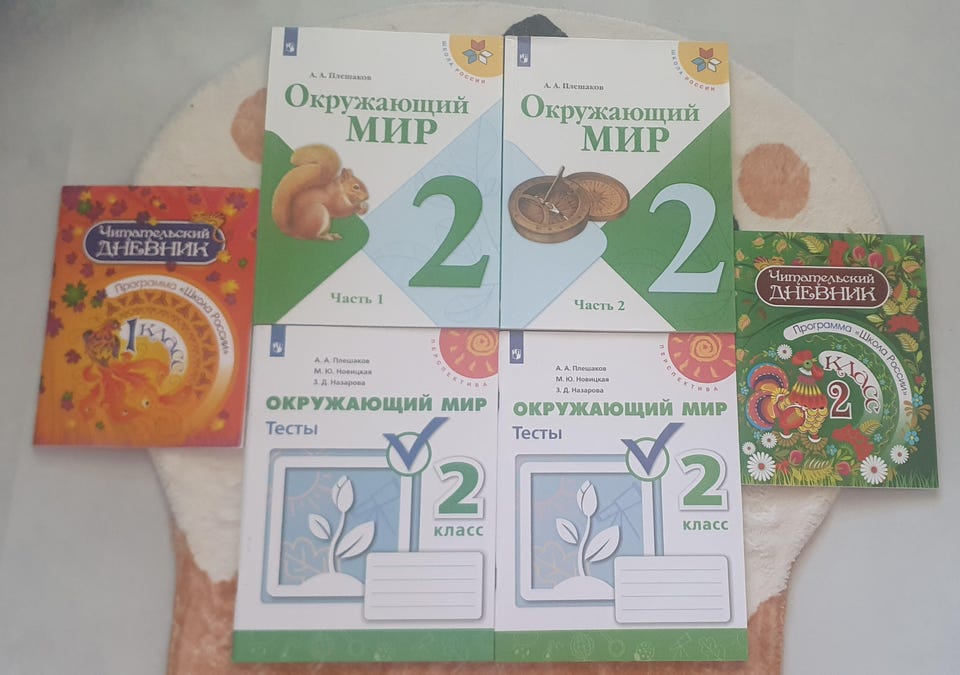 ШКОЛА РОССИИ
А. А. Плешаков
Окружающий
МИР
2
Часть 1
ШКОЛА РОССИИ
А. А. Плешаков
Окружающий
МИР
2
Часть 2
Читательский
ДНЕВНИК
Программа «Школа России»
1 КЛАСС
Читательский
ДНЕВНИК
Программа «Школа России»
КЛАСС
2
ПЕРСПЕКТИВА
А. А. Плешаков
М. Ю. Новицкая
З. Д. Назарова
ОКРУЖАЮЩИЙ МИР
Тесты
2
класс
ПЕРСПЕКТИВА
А. А. Плешаков
М. Ю. Новицкая
З. Д. Назарова
ОКРУЖАЮЩИЙ МИР
Тесты
2
класс